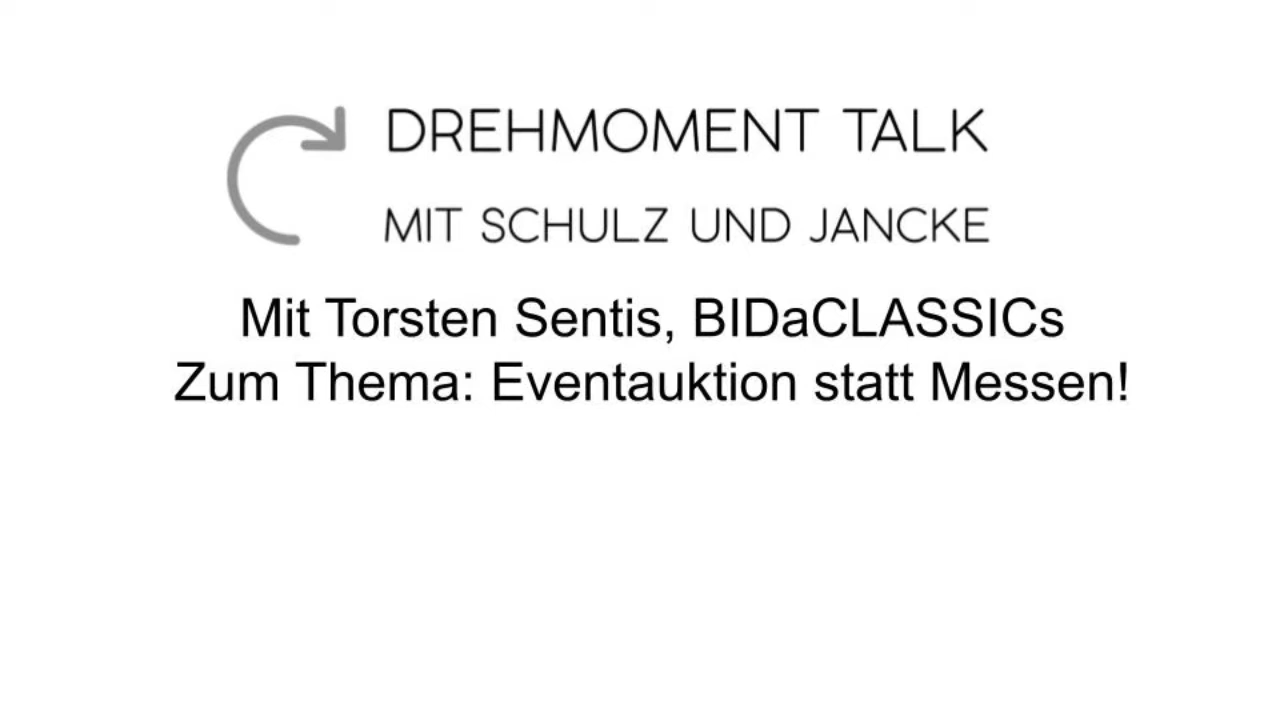 DREHMOMENT TALK
MIT SCHULZ UND JANCKE
Mit Torsten Sentis, BIDaCLASSICs
Zum Thema: Eventauktion statt Messen!